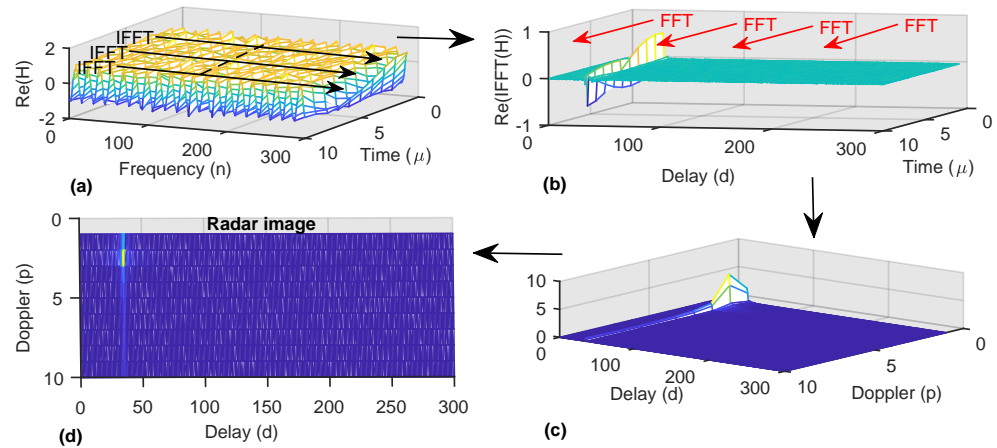 2
0
-2
Re(H)
IFFT
IFFT
IFFT
0
100
200
300
Frequency (n)
10
5
0
Time (μ)
(a)
1
0
-1
Re(IFFT(H))
FFT
FFT
FFT
FFT
0
100
200
300
Delay (d)
10
5
0
Time (μ)
(b)
Radar image
0
5
10
Doppler (p)
0
50
100
150
200
250
300
Delay (d)
(d)
10
5
0
0
100
200
300
Delay (d)
10
5
0
Doppler (p)
(c)